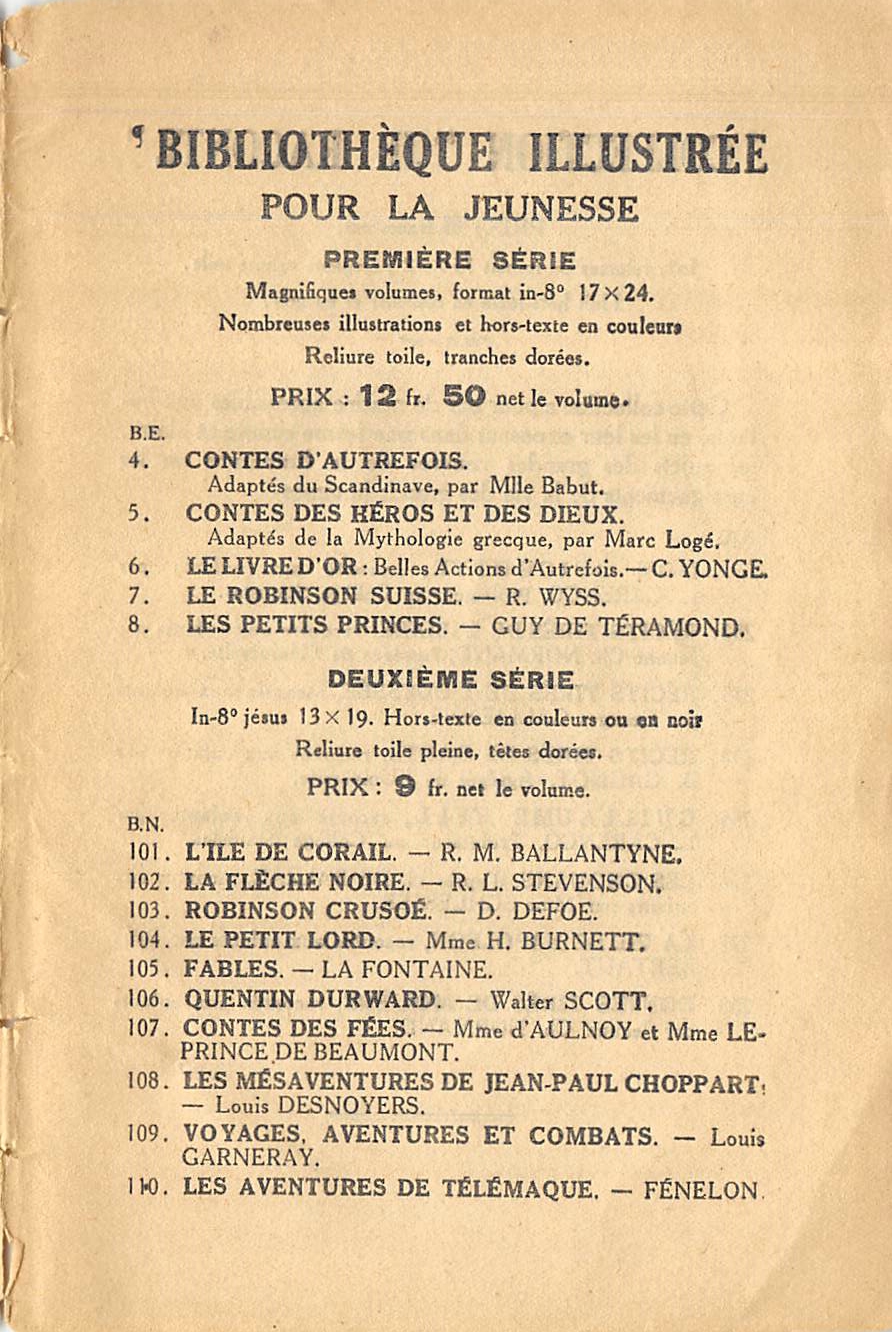 BIBLIOTHÈQUE ILLUSTRÉE
POUR LA JEUNESSE
PREMIÈRE SÉRIE
Magnifiques volumes, format in-8° 17 × 24.
Nombreuses illustrations et hors-texte en couleurs
Reliure toile, tranches dorées.
PRIX : 12 fr. 50 net le volume.
B.E.
4. CONTES D'AUTREFOIS.
Adaptés du Scandinave, par Mlle Babut.
5. CONTES DES HÉROS ET DES DIEUX.
Adaptés de la Mythologie grecque, par Marc Logé.
6. LE LIVRE D'OR : Belles Actions d'Autrefois. — C. YONGE.
7. LE ROBINSON SUISSE. — R. WYSS.
8. LES PETITS PRINCES. — GUY DE TÉRAMOND.
DEUXIÈME SÉRIE
In-8° jésus 13 × 19. Hors-texte en couleurs ou en noir
Reliure toile pleine, têtes dorées.
PRIX : 9 fr. net le volume.
B.N.
101. L'ILE DE CORAIL. — R. M. BALLANTYNE.
102. LA FLÈCHE NOIRE. — R. L. STEVENSON.
103. ROBINSON CRUSOÉ. — D. DEFOE.
104. LE PETIT LORD. — Mme H. BURNETT.
105. FABLES. — LA FONTAINE.
106. QUENTIN DURWARD. — Walter SCOTT.
107. CONTES DES FÉES. — Mme d'AULNOY et Mme LE-
PRINCE DE BEAUMONT.
108. LES MÉSAVENTURES DE JEAN-PAUL CHOPPART.
— Louis DESNOYERS.
109. VOYAGES, AVENTURES ET COMBATS. — Louis
GARNERAY.
110. LES AVENTURES DE TÉLÉMAQUE. — FÉNELON.